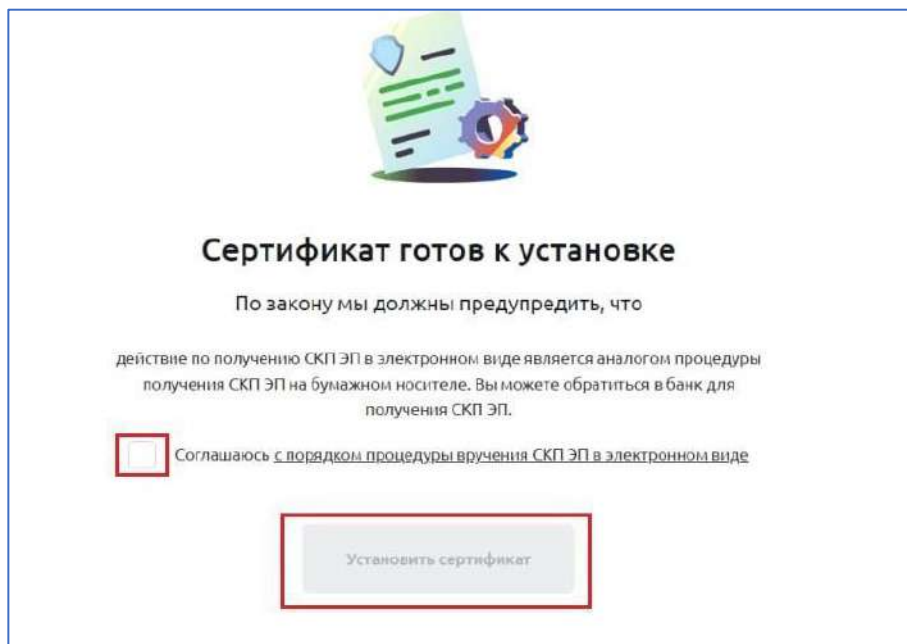 Сертификат готов к установке
По закону мы должны предупредить, что
действие по получению СКП ЭП в электронном виде является аналогом процедуры
получения СКП ЭП на бумажном носителе. Вы можете обратиться в банк для
получения СКП ЭП.
Соглашаюсь с порядком процедуры вручения СКП ЭП в электронном виде
Установить сертификат